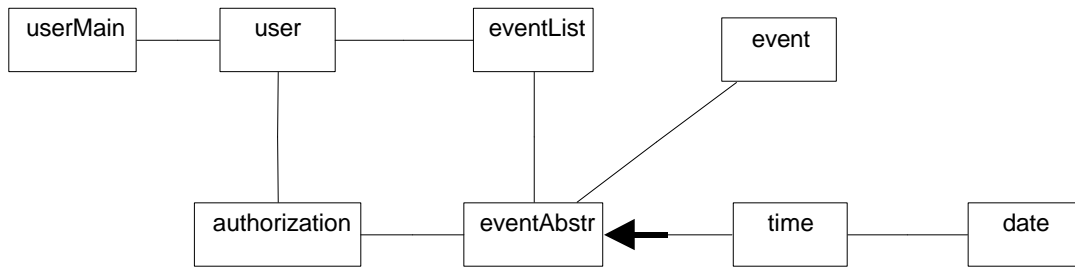 userMain
user
eventList
event
authorization
eventAbstr
time
date